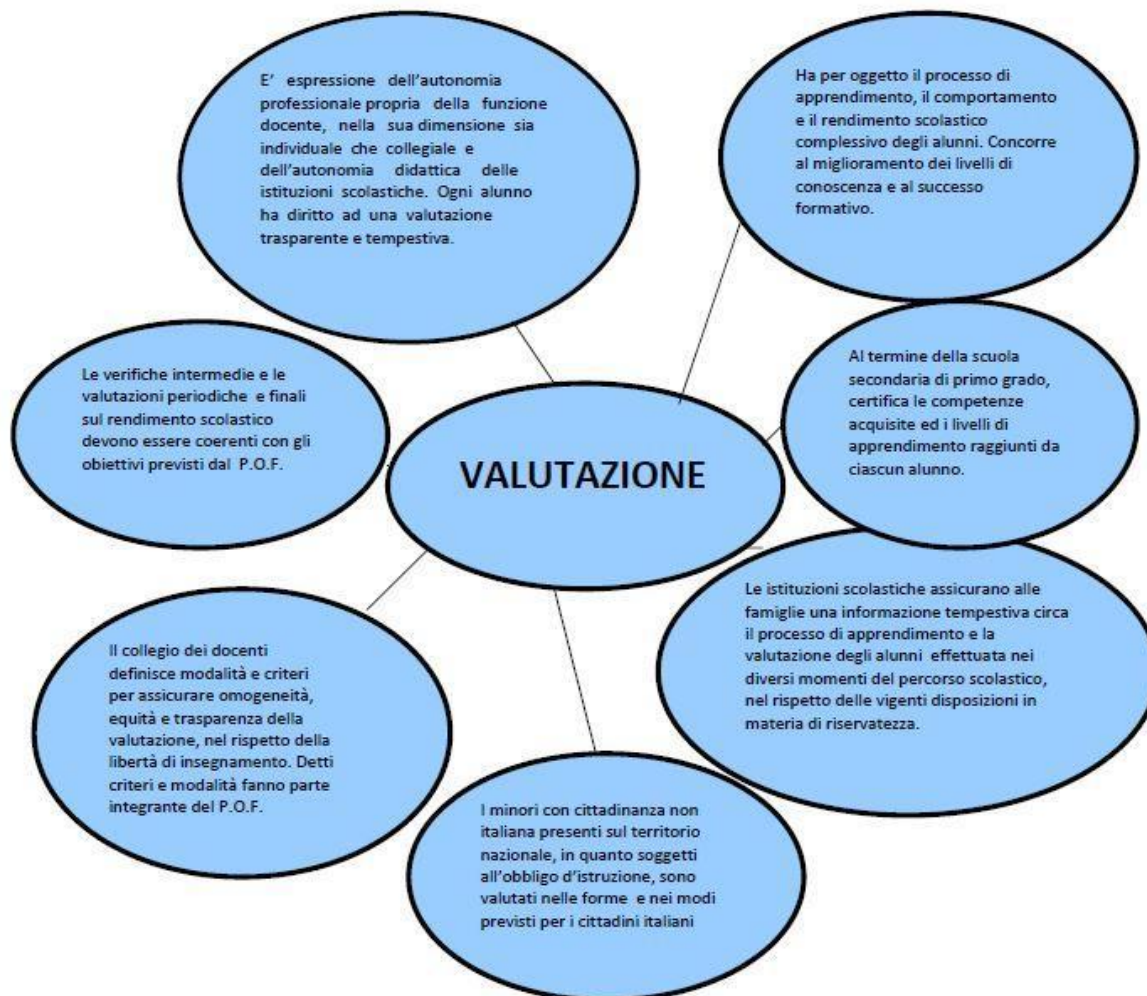 E' espressione dell'autonomia
professionale propria della funzione
docente, nella sua dimensione sia
individuale che collegiale e
dell'autonomia didattica delle
istituzioni scolastiche. Ogni alunno
ha diritto ad una valutazione
trasparente e tempestiva.
Ha per oggetto il processo di
apprendimento, il comportamento
e il rendimento scolastico
complessivo degli alunni. Concorre
al miglioramento dei livelli di
conoscenza e al successo
formativo.
Le verifiche intermedie e le
valutazioni periodiche e finali
sul rendimento scolastico
devono essere coerenti con gli
obiettivi previsti dal P.O.F.
VALUTAZIONE
Al termine della scuola
secondaria di primo grado,
certifica le competenze
acquisite ed i livelli di
apprendimento raggiunti da
ciascun alunno.
Le istituzioni scolastiche assicurano alle
famiglie una informazione tempestiva circa
il processo di apprendimento e la
valutazione degli alunni effettuata nei
diversi momenti del percorso scolastico,
nel rispetto delle vigenti disposizioni in
materia di riservatezza.
Il collegio dei docenti
definisce modalità e criteri
per assicurare omogeneità,
equità e trasparenza della
valutazione, nel rispetto della
libertà di insegnamento. Detti
criteri e modalità fanno parte
integrante del P.O.F.
I minori con cittadinanza non
italiana presenti sul territorio
nazionale, in quanto soggetti
all'obbligo d'istruzione, sono
valutati nelle forme e nei modi
previsti per i cittadini italiani